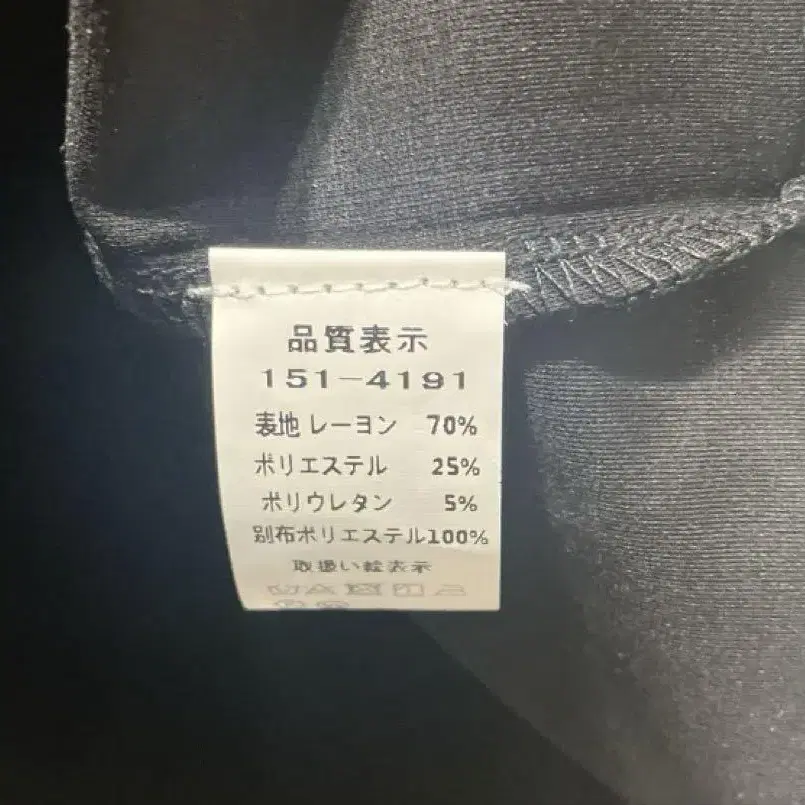 品質表示
151-4191
表地 レーヨン 70%
ポリエステル 25%
ポリウレタン 5%
別布ポリエステル100%
取扱い絵表示